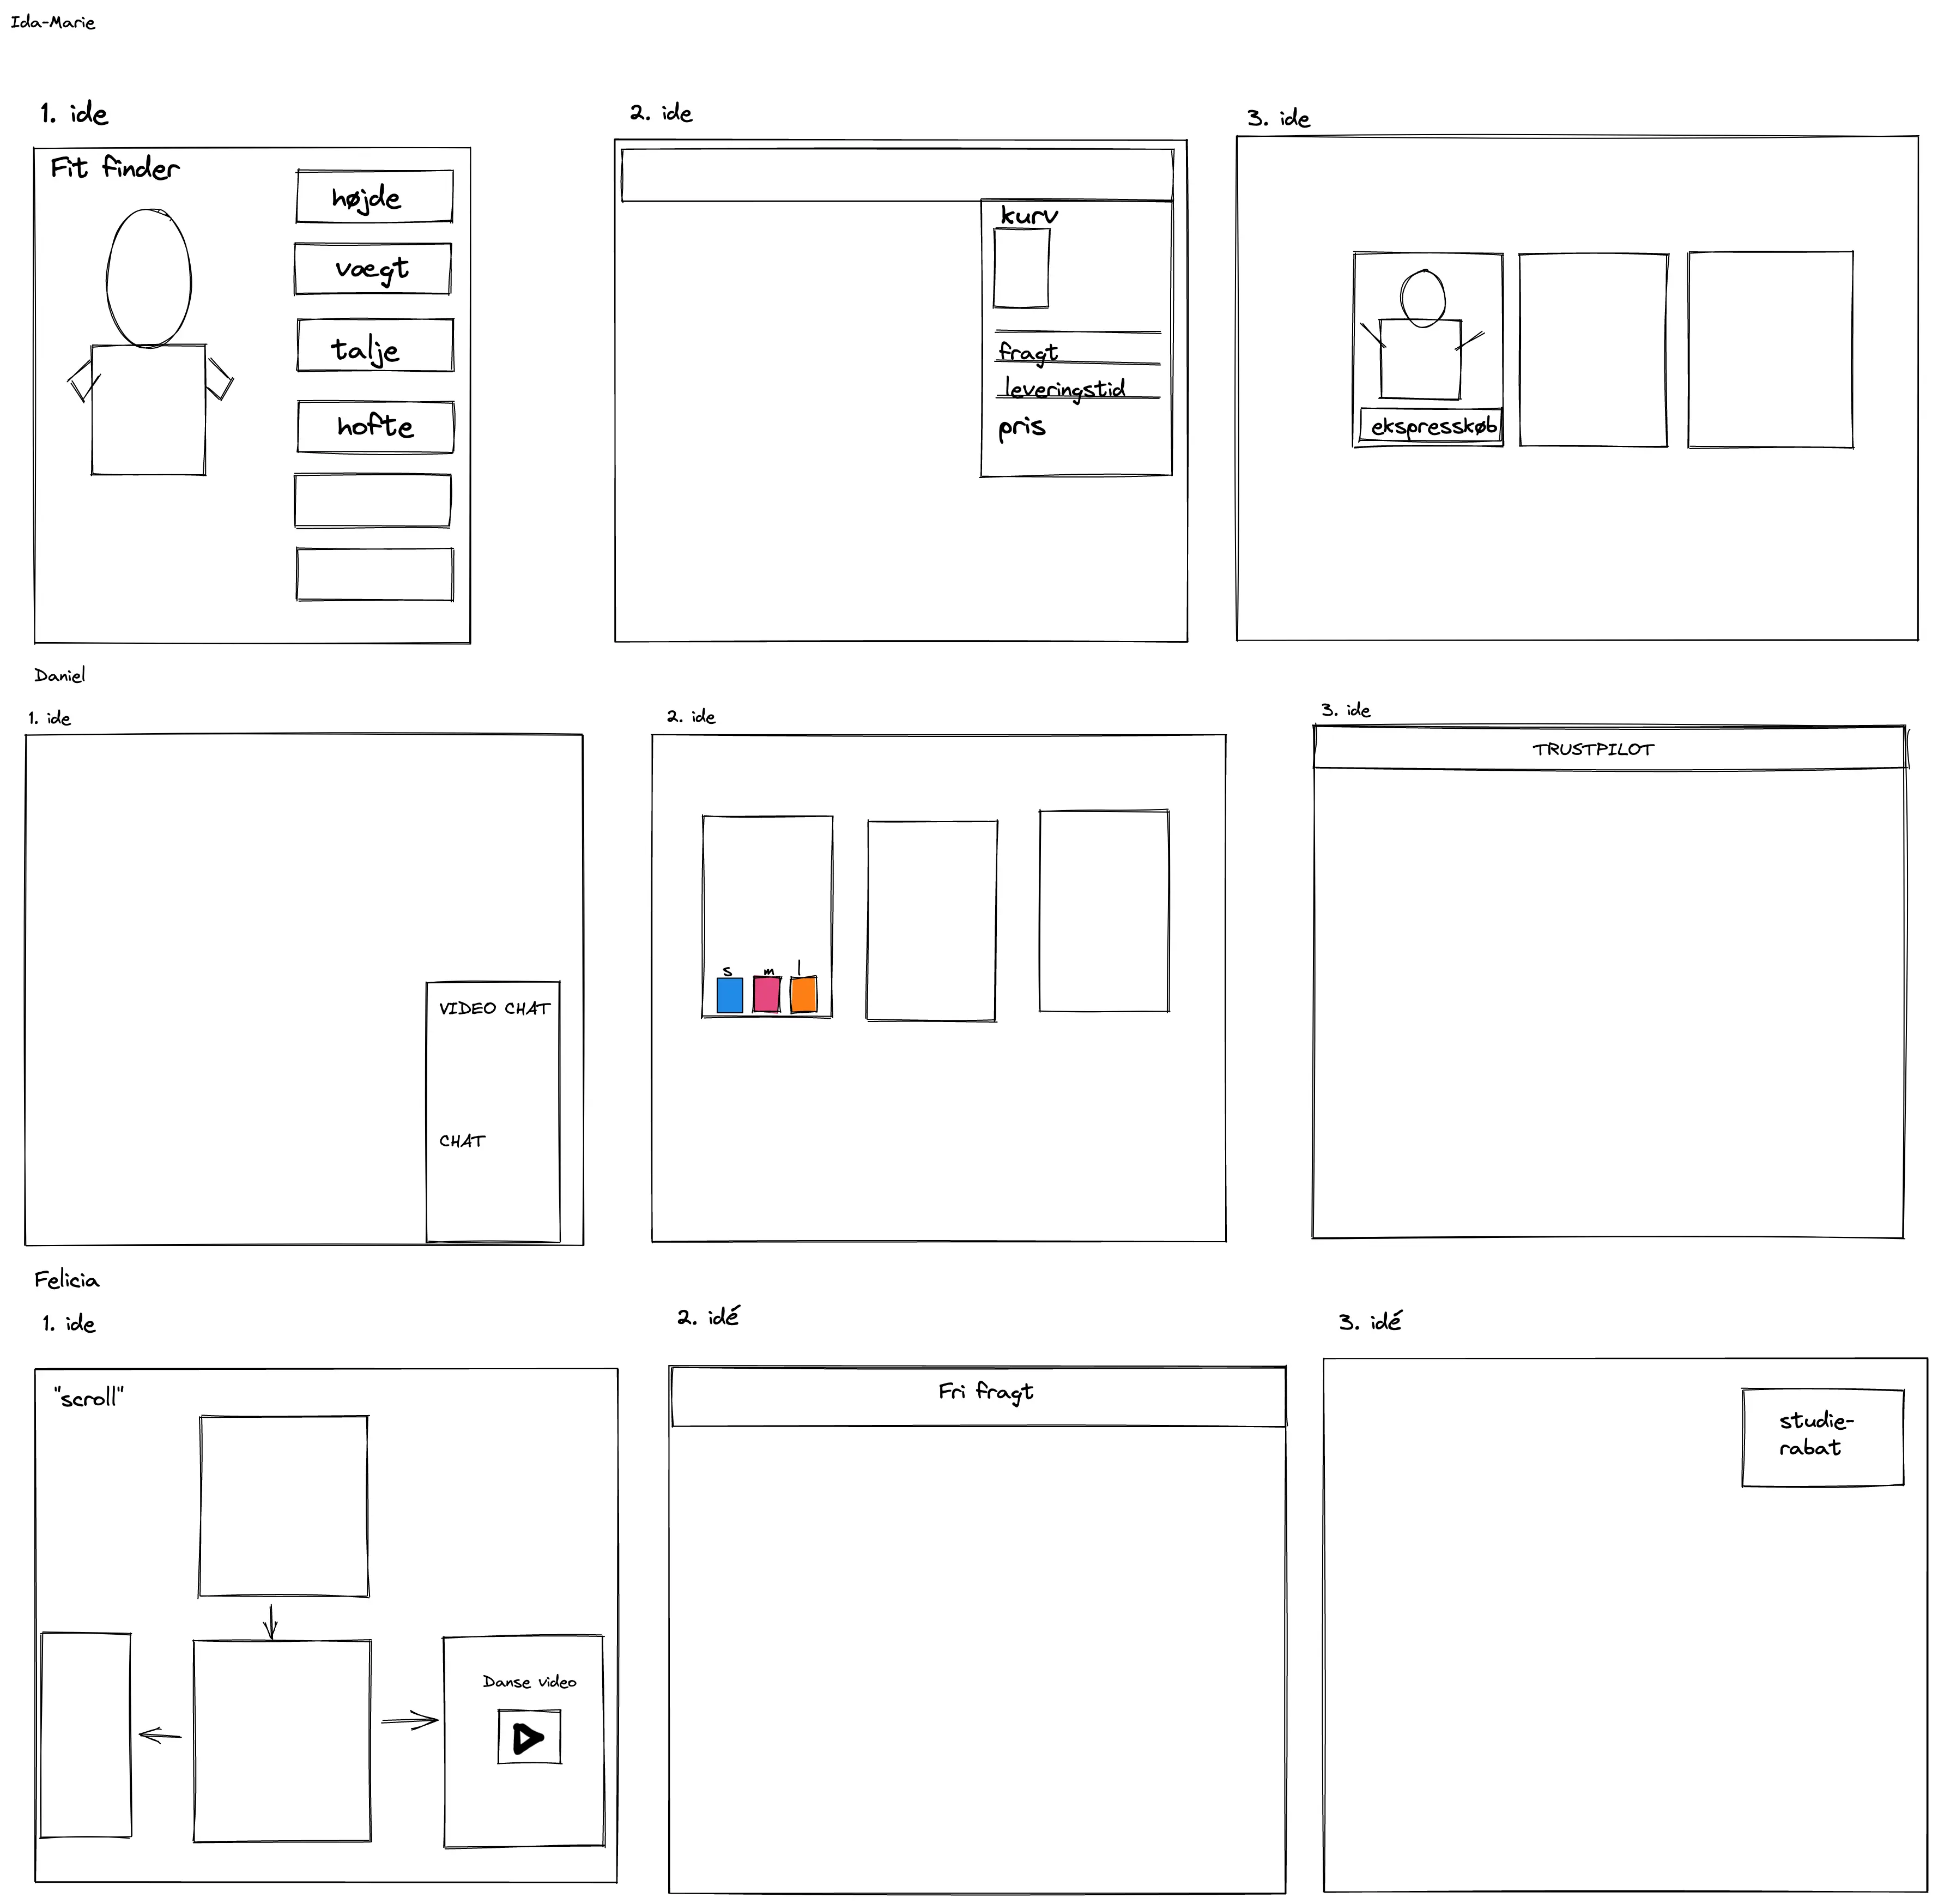 Ida-Marie
1. ide
2. ide
3. ide
Fit finder
højde
vægt
talje
hofte
kurv
fragt
leveringstid
pris
ekspresskøb
Daniel
1. ide
2. ide
3. ide
TRUSTPILOT
s m l
VIDEO CHAT
CHAT
Felicia
1. ide
2. idé
3. idé
"scroll"
Danse video
Fri fragt
studie-
rabat